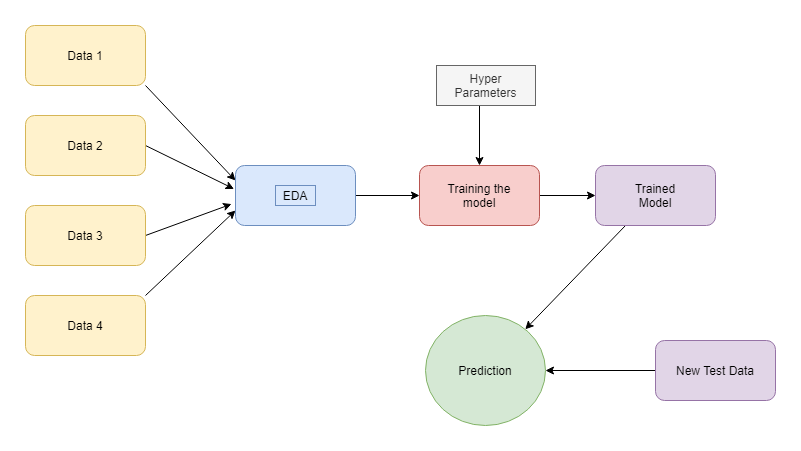 Data 1
Data 2
Data 3
Data 4
EDA
Hyper
Parameters
Training the
model
Trained
Model
Prediction
New Test Data